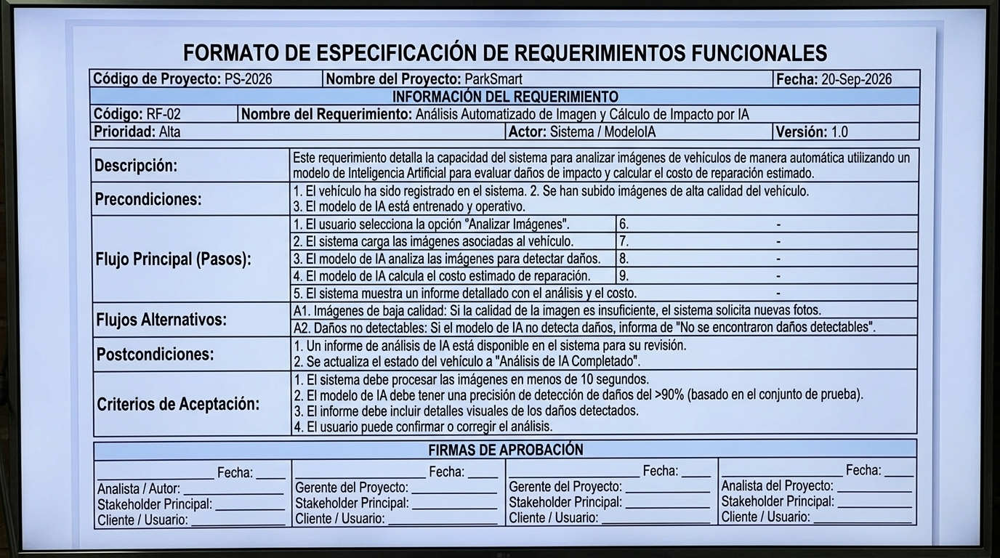 FORMATO DE ESPECIFICACIÓN DE REQUERIMIENTOS FUNCIONALES
Código de Proyecto: PS-2026 Nombre del Proyecto: ParkSmart Fecha: 20-Sep-2026
INFORMACIÓN DEL REQUERIMIENTO
Código: RF-02 Nombre del Requerimiento: Análisis Automatizado de Imagen y Cálculo de Impacto por IA
Prioridad: Alta Actor: Sistema / ModeloIA Versión: 1.0
Descripción:
Este requerimiento detalla la capacidad del sistema para analizar imágenes de vehículos de manera automática utilizando un
modelo de Inteligencia Artificial para evaluar daños de impacto y calcular el costo de reparación estimado.
Precondiciones:
1. El vehículo ha sido registrado en el sistema. 2. Se han subido imágenes de alta calidad del vehículo.
3. El modelo de IA está entrenado y operativo.
Flujo Principal (Pasos):
1. El usuario selecciona la opción "Analizar Imágenes". 6. -
2. El sistema carga las imágenes asociadas al vehículo. 7. -
3. El modelo de IA analiza las imágenes para detectar daños. 8. -
4. El modelo de IA calcula el costo estimado de reparación. 9. -
5. El sistema muestra un informe detallado con el análisis y el costo. -
Flujos Alternativos:
A1. Imágenes de baja calidad: Si la calidad de la imagen es insuficiente, el sistema solicita nuevas fotos.
A2. Daños no detectables: Si el modelo de IA no detecta daños, informa de "No se encontraron daños detectables".
Postcondiciones:
1. Un informe de análisis de IA está disponible en el sistema para su revisión.
2. Se actualiza el estado del vehículo a "Análisis de IA Completado".
Criterios de Aceptación:
1. El sistema debe procesar las imágenes en menos de 10 segundos.
2. El modelo de IA debe tener una precisión de detección de daños del >90% (basado en el conjunto de prueba).
3. El informe debe incluir detalles visuales de los daños detectados.
4. El usuario puede confirmar o corregir el análisis.
FIRMAS DE APROBACIÓN
Fecha: ____ Fecha: ____ Fecha: ____ Fecha: ____
Analista / Autor: ____ Gerente del Proyecto: ____ Gerente del Proyecto: ____ Analista del Proyecto: ____
Stakeholder Principal: ____ Stakeholder Principal: ____ Stakeholder Principal: ____ Stakeholder Principal: ____
Cliente / Usuario: ____ Cliente / Usuario: ____ Cliente / Usuario: ____ Cliente / Usuario: ____
LG